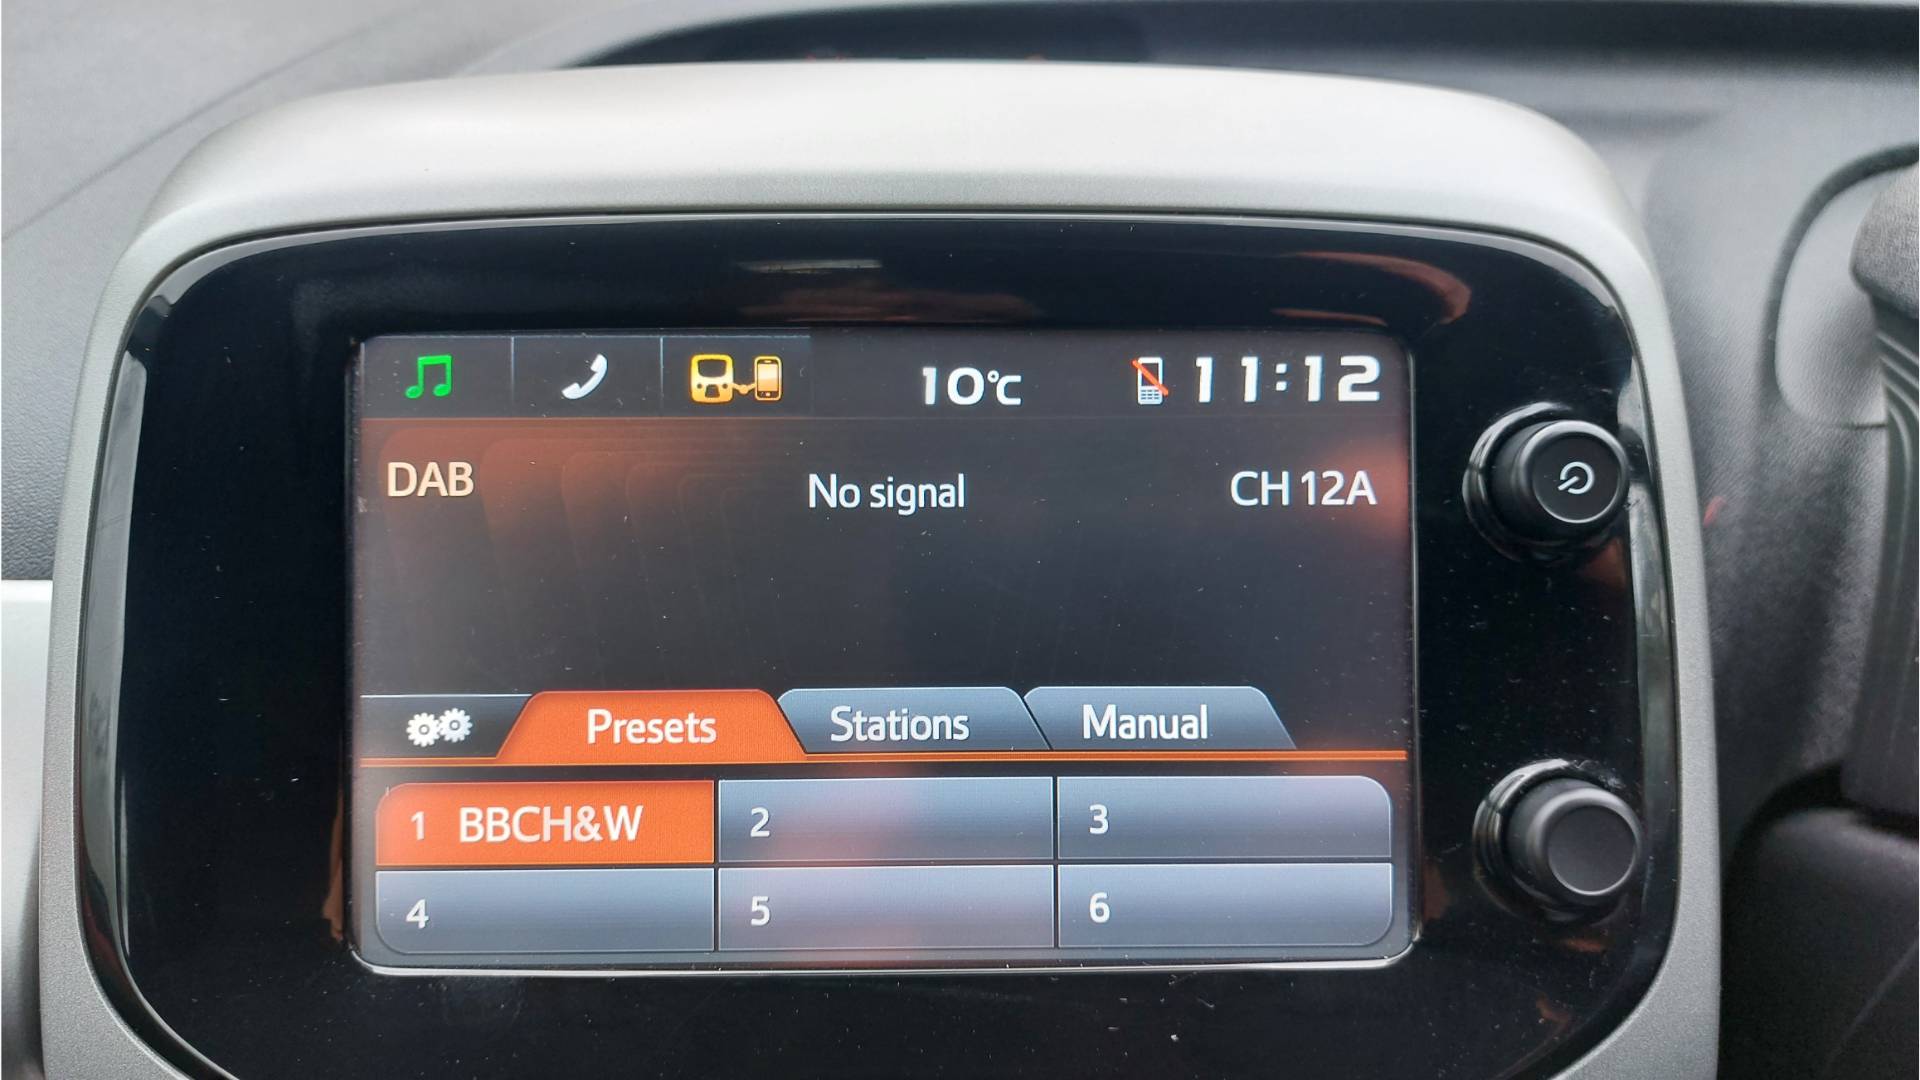 10°C 11:12
DAB No signal CH 12A
Presets Stations Manual
1 BBCH&W 2 3
4 5 6